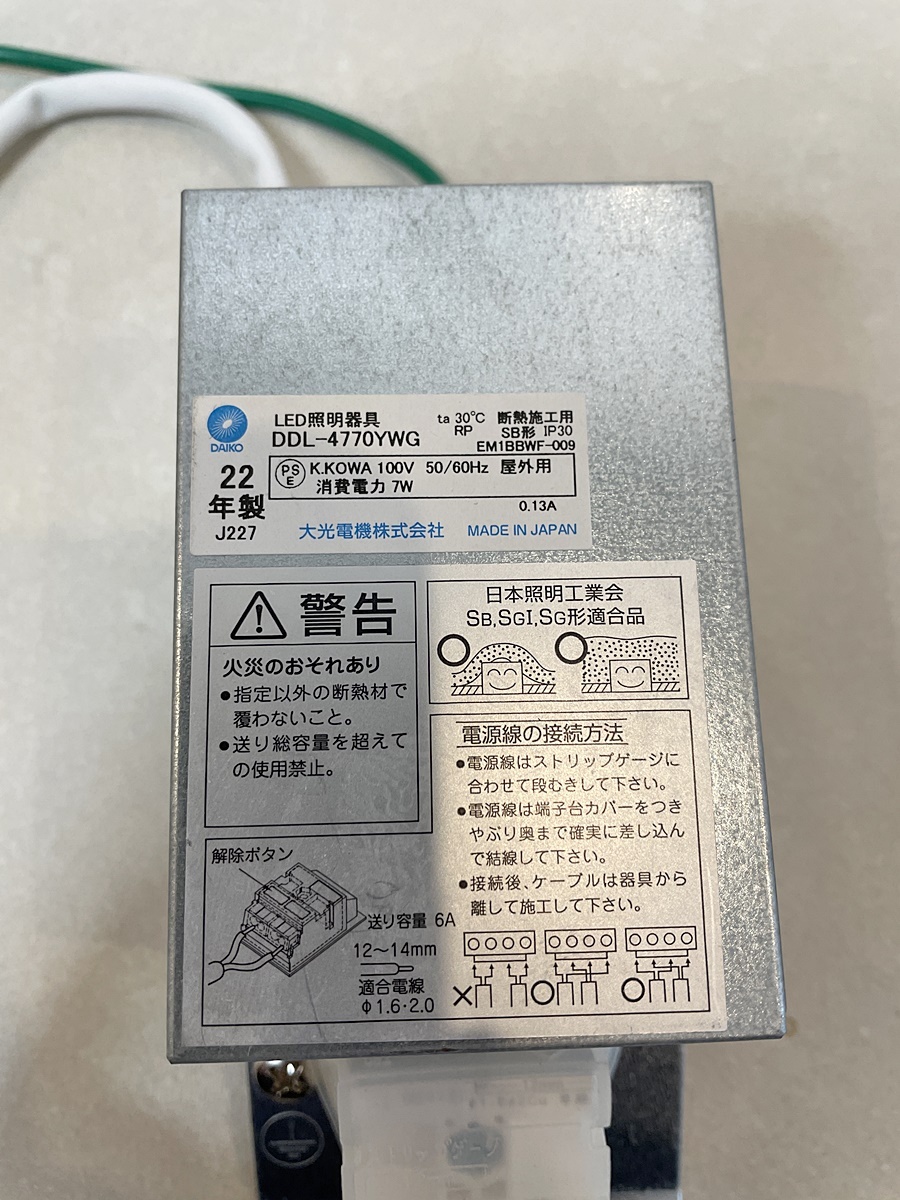 DAIKO
LED照明器具
DDL-4770YWG
ta 30℃ 断熱施工用
RP SB形 IP30
EM1BBWF-009
22
年製
J227
PSE K.KOWA 100V 50/60Hz 屋外用
消費電力 7W
0.13A
大光電機株式会社 MADE IN JAPAN
警告
火災のおそれあり
●指定以外の断熱材で
覆わないこと。
●送り総容量を超えて
の使用禁止。
日本照明工業会
SB,SGI,SG形適合品
電源線の接続方法
●電源線はストリップゲージに
合わせて段むきして下さい。
●電源線は端子台カバーをつき
やぶり奥まで確実に差し込ん
で結線して下さい。
●接続後、ケーブルは器具から
離して施工して下さい。
解除ボタン
送り容量 6A
12～14mm
適合電線
φ1.6・2.0